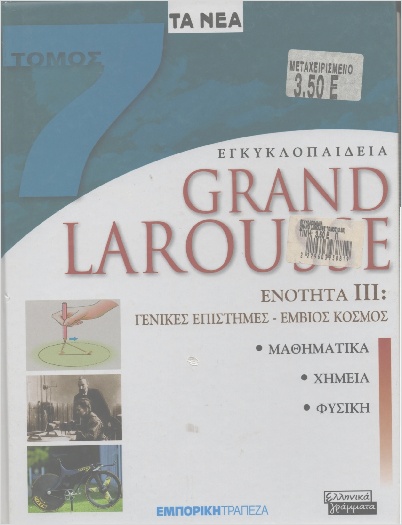 ΤΑ ΝΕΑ
ΤΟΜΟΣ
7
ΜΕΤΑΧΕΙΡΙΣΜΕΝΟ
3.50 Ε
ΕΓΚΥΚΛΟΠΑΙΔΕΙΑ
GRAND
LAROUSSE
ΕΝΟΤΗΤΑ III:
ΓΕΝΙΚΕΣ ΕΠΙΣΤΗΜΕΣ - ΕΜΒΙΟΣ ΚΟΣΜΟΣ
• ΜΑΘΗΜΑΤΙΚΑ
• ΧΗΜΕΙΑ
• ΦΥΣΙΚΗ
ΕΜΠΟΡΙΚΗ ΤΡΑΠΕΖΑ
ελληνικά
γράμματα